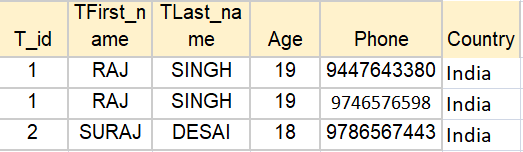 T_id TFirst_name TLast_name Age Phone Country
1 RAJ SINGH 19 9447643380 India
1 RAJ SINGH 19 9746576598 India
2 SURAJ DESAI 18 9786567443 India